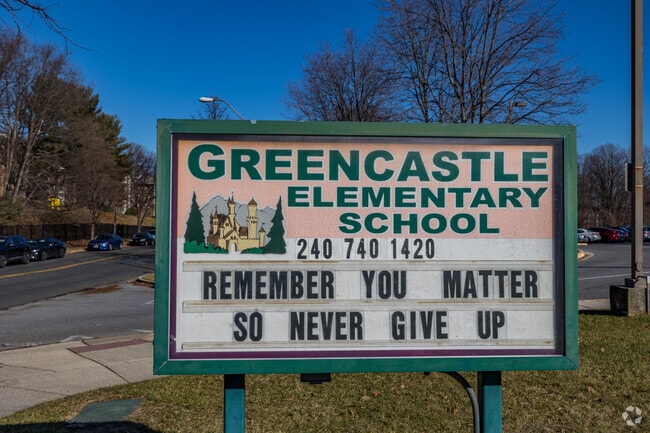 GREENCASTLE
ELEMENTARY
SCHOOL
240 740 1420
REMEMBER YOU MATTER
SO NEVER GIVE UP